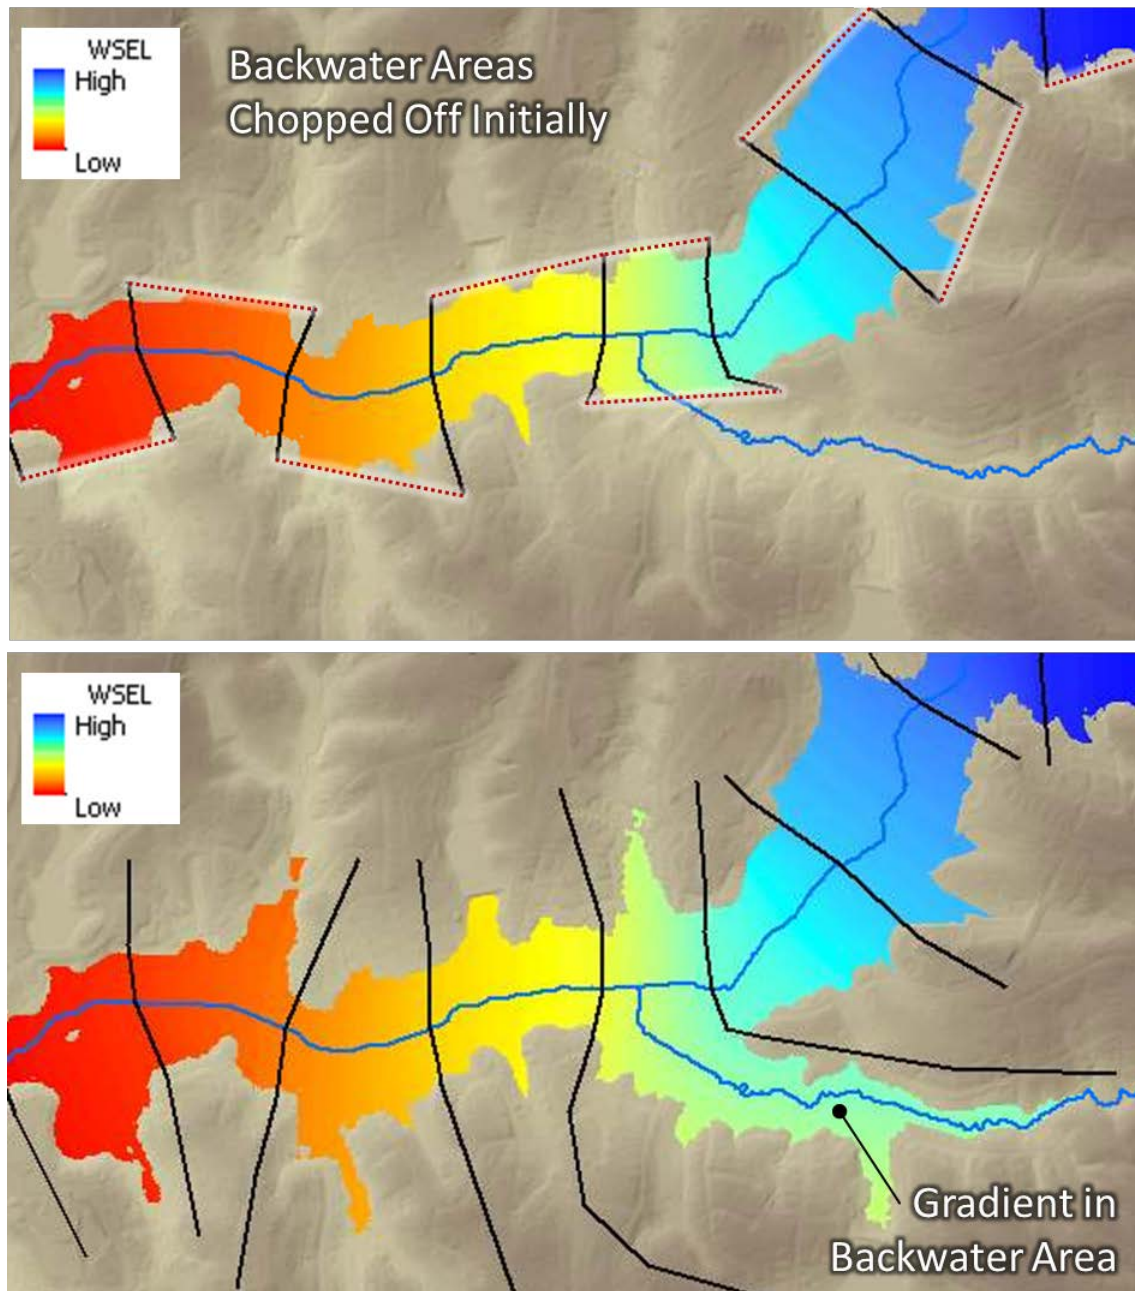 WSEL
High
Low
Backwater Areas
Chopped Off Initially
WSEL
High
Low
Gradient in
Backwater Area